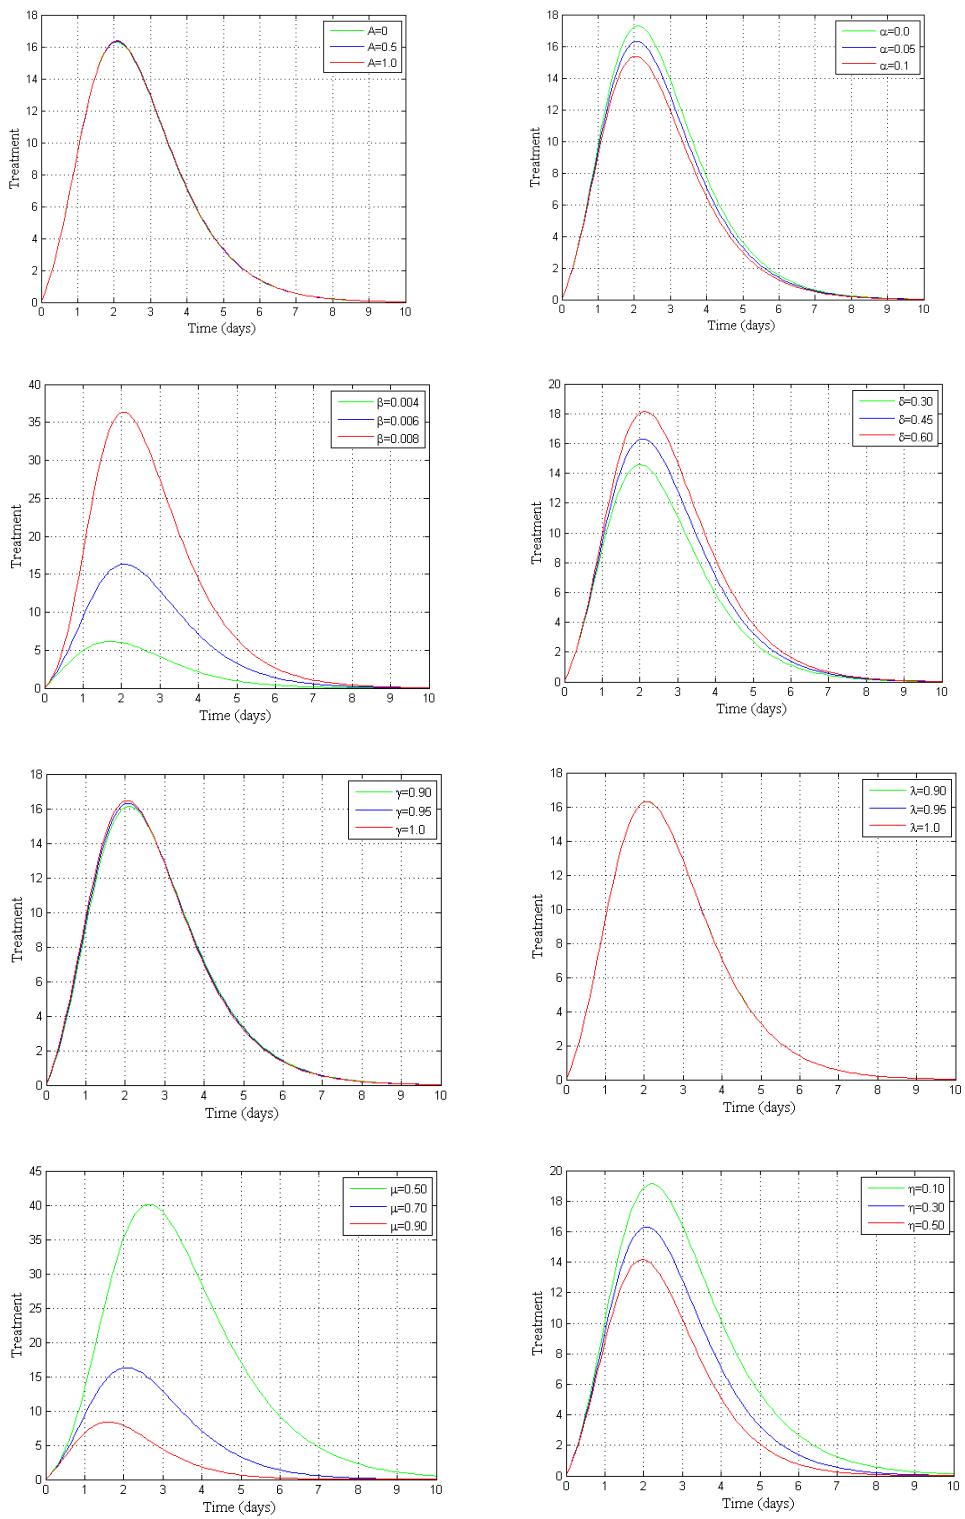 18
16
14
12
10
8
6
4
2
0
Treatment
A=0
A=0.5
A=1.0
0 1 2 3 4 5 6 7 8 9 10
Time (days)
18
16
14
12
10
8
6
4
2
0
Treatment
α=0.0
α=0.05
α=0.1
0 1 2 3 4 5 6 7 8 9 10
Time (days)
40
35
30
25
20
15
10
5
0
Treatment
β=0.004
β=0.006
β=0.008
0 1 2 3 4 5 6 7 8 9 10
Time (days)
20
18
16
14
12
10
8
6
4
2
0
Treatment
δ=0.30
δ=0.45
δ=0.60
0 1 2 3 4 5 6 7 8 9 10
Time (days)
18
16
14
12
10
8
6
4
2
0
Treatment
γ=0.90
γ=0.95
γ=1.0
0 1 2 3 4 5 6 7 8 9 10
Time (days)
18
16
14
12
10
8
6
4
2
0
Treatment
λ=0.90
λ=0.95
λ=1.0
0 1 2 3 4 5 6 7 8 9 10
Time (days)
45
40
35
30
25
20
15
10
5
0
Treatment
μ=0.50
μ=0.70
μ=0.90
0 1 2 3 4 5 6 7 8 9 10
Time (days)
20
18
16
14
12
10
8
6
4
2
0
Treatment
η=0.10
η=0.30
η=0.50
0 1 2 3 4 5 6 7 8 9 10
Time (days)